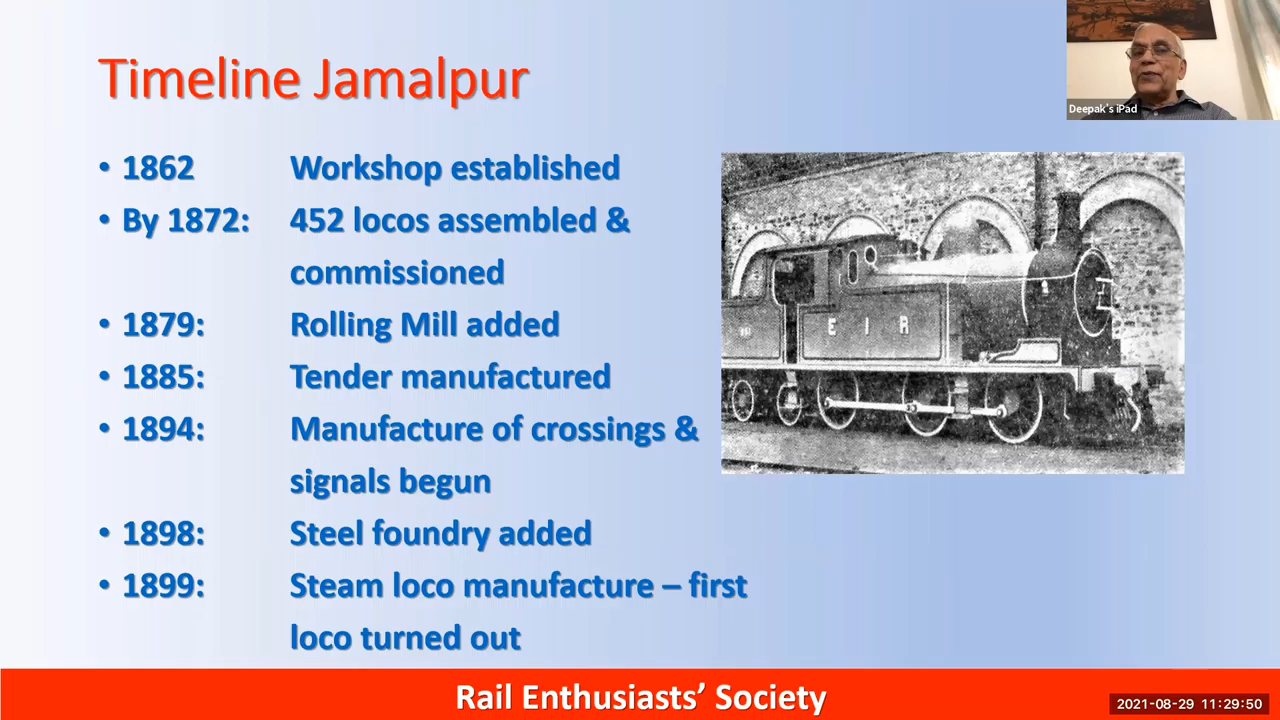 Timeline Jamalpur
Deepak's iPad
• 1862 Workshop established
• By 1872: 452 locos assembled &
commissioned
• 1879: Rolling Mill added
• 1885: Tender manufactured
• 1894: Manufacture of crossings &
signals begun
• 1898: Steel foundry added
• 1899: Steam loco manufacture – first
loco turned out
E I R
Rail Enthusiasts’ Society
2021-08-29 11:29:50